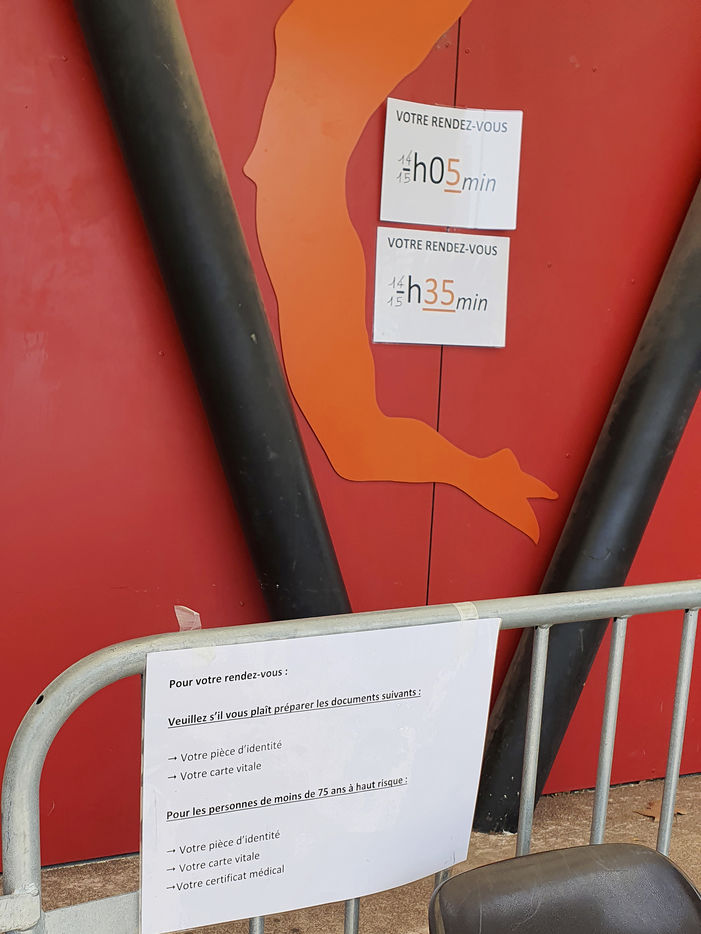 VOTRE RENDEZ-VOUS
14
15
h05min
VOTRE RENDEZ-VOUS
14
15
h35min
Pour votre rendez-vous :
Veuillez s'il vous plaît préparer les documents suivants :
→ Votre pièce d'identité
→ Votre carte vitale
Pour les personnes de moins de 75 ans à haut risque :
→ Votre pièce d'identité
→ Votre carte vitale
→Votre certificat médical